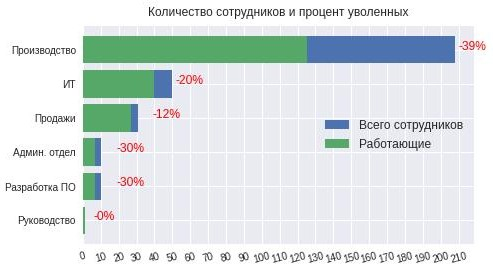 Количество сотрудников и процент уволенных
Производство
-39%
ИТ
-20%
Продажи
-12%
Всего сотрудников
Работающие
Админ. отдел
-30%
Разработка ПО
-30%
Руководство
-0%
0 10 20 30 40 50 60 70 80 90 100 110 120 130 140 150 160 170 180 190 200 210